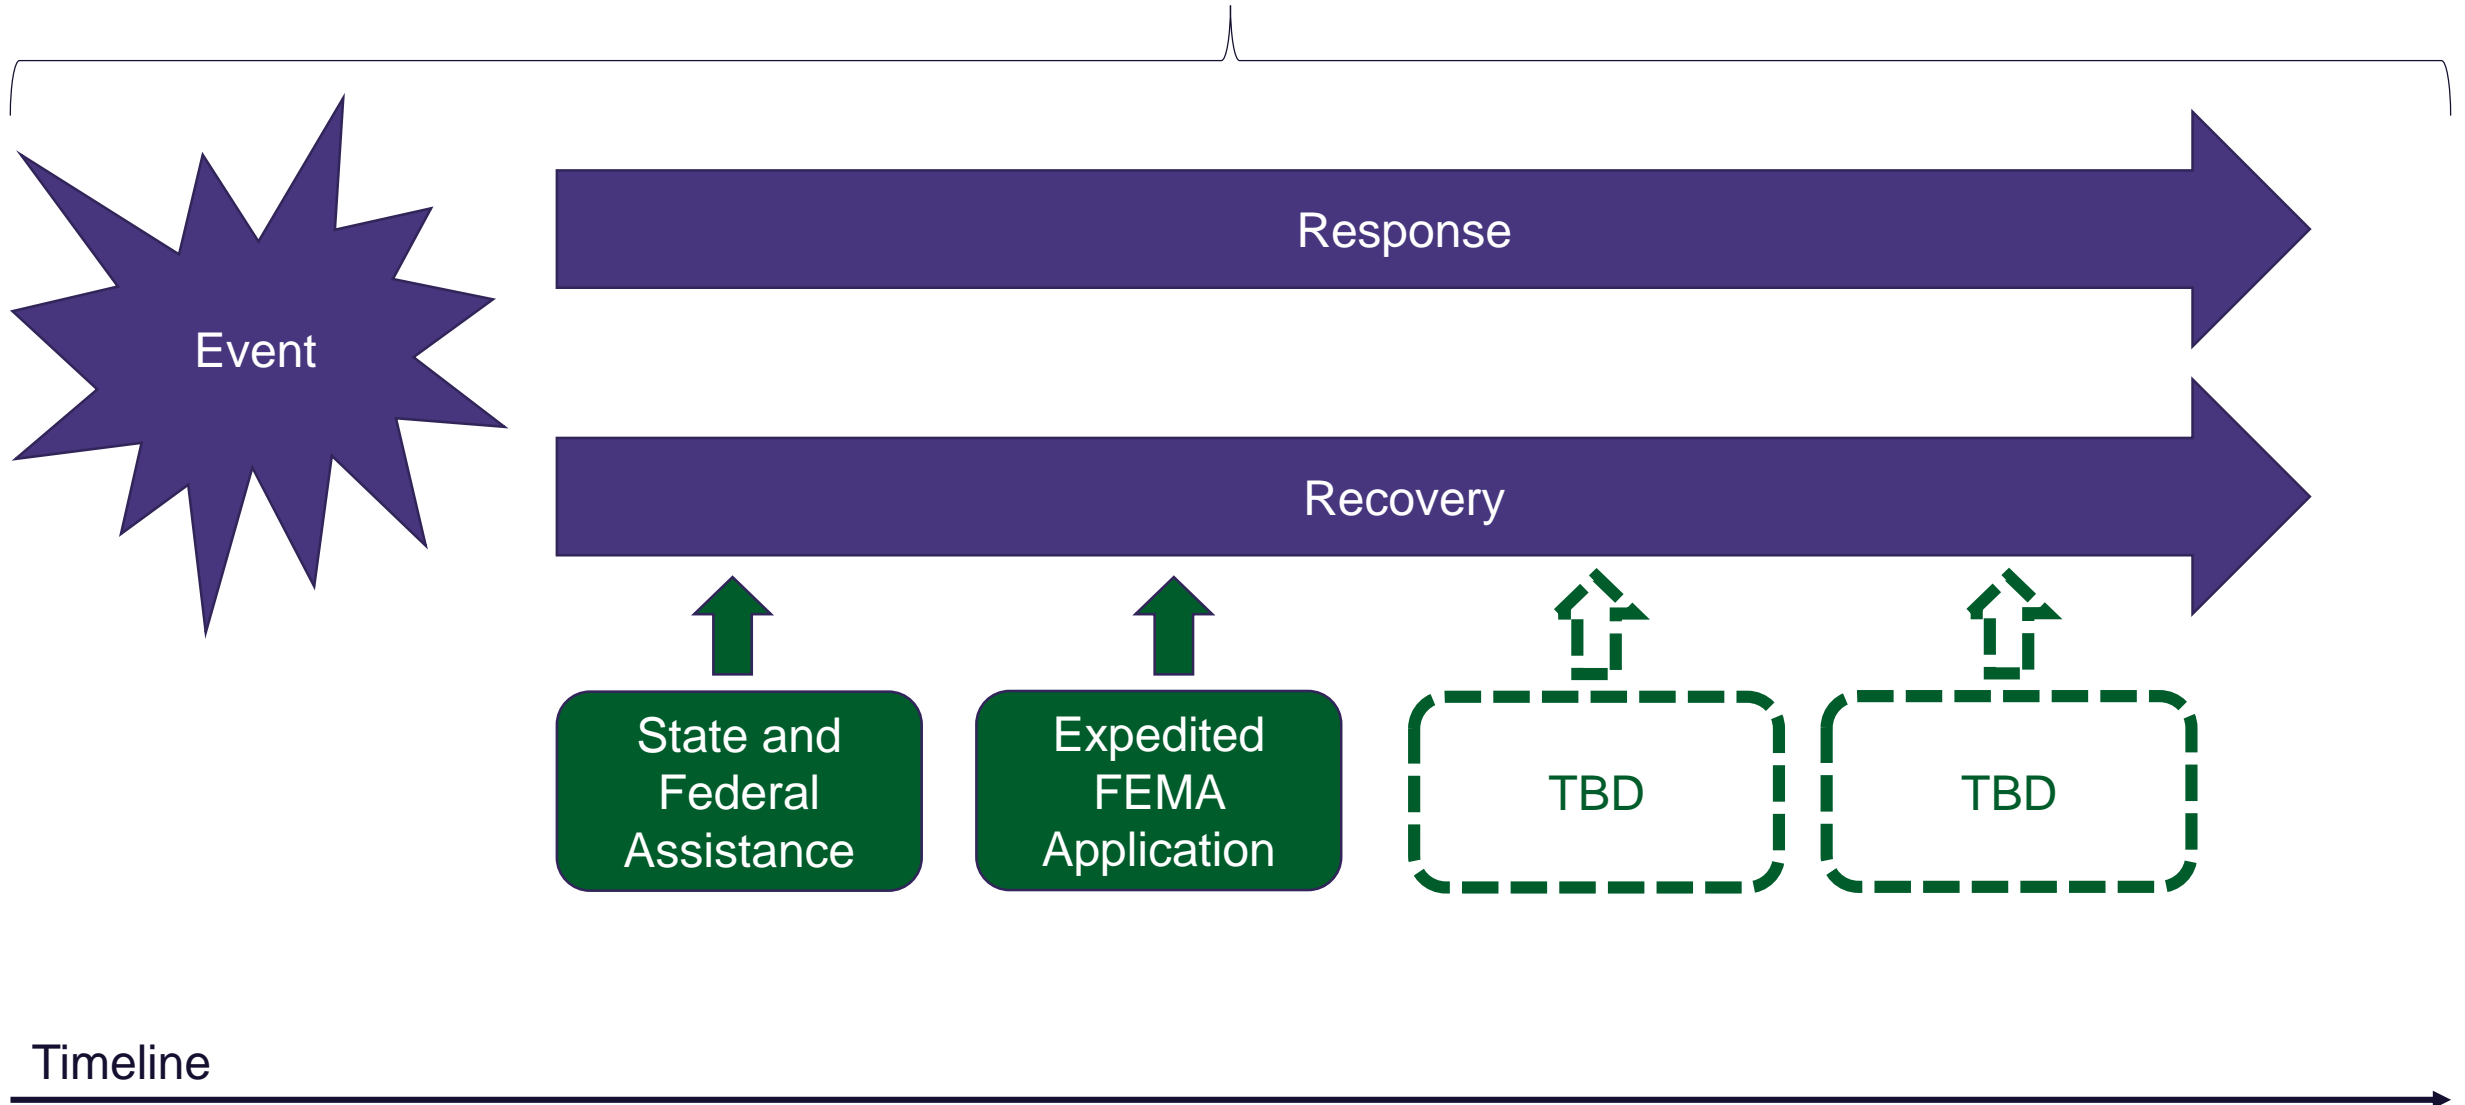 Response
Event
Recovery
State and
Federal
Assistance
Expedited
FEMA
Application
TBD
TBD
Timeline